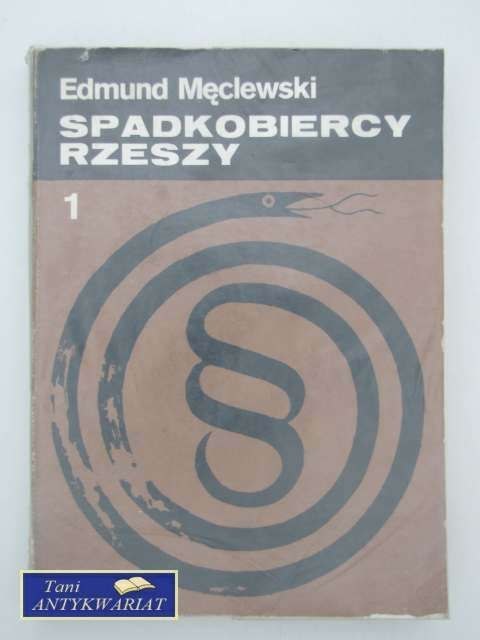 Edmund Męclewski
SPADKOBIERCY
RZESZY
1
§
Tani
ANTYKWARIAT